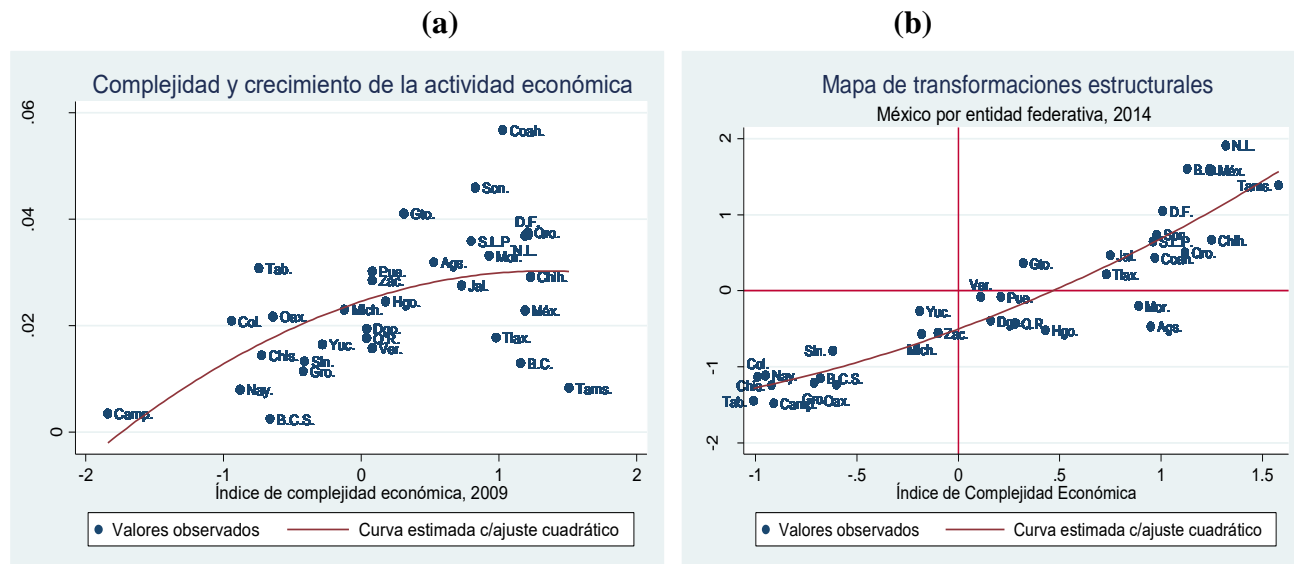 (a)
Complejidad y crecimiento de la actividad económica
.06
.04
.02
0
Coah.
Son.
Gto.
D.F.
Qro.
S.L.P.
N.L.
Mor.
Ags.
Tab.
Pue.
Zac.
Chih.
Jal.
Hgo.
Mich.
Méx.
Oax.
Col.
Dgo.
Q.R.
Tlax.
Ver.
Yuc.
Chis.
Sin.
Gro.
B.C.
Nay.
Tams.
Camp.
B.C.S.
-2
-1
0
1
2
Índice de complejidad económica, 2009
Valores observados
Curva estimada c/ajuste cuadrático
(b)
Mapa de transformaciones estructurales
México por entidad federativa, 2014
2
1
0
-1
-2
N.L.
B.C.
Méx.
Tams.
D.F.
Son.
S.L.P.
Chih.
Qro.
Jal.
Coah.
Gto.
Tlax.
Ver.
Pue.
Mor.
Yuc.
Dgo.
Q.R.
Hgo.
Ags.
Zac.
Mich.
Sin.
Col.
Nay.
Chis.
B.C.S.
Tab.
Camp.
Gro.
Oax.
-1
-.5
0
.5
1
1.5
Índice de Complejidad Económica
Valores observados
Curva estimada c/ajuste cuadrático